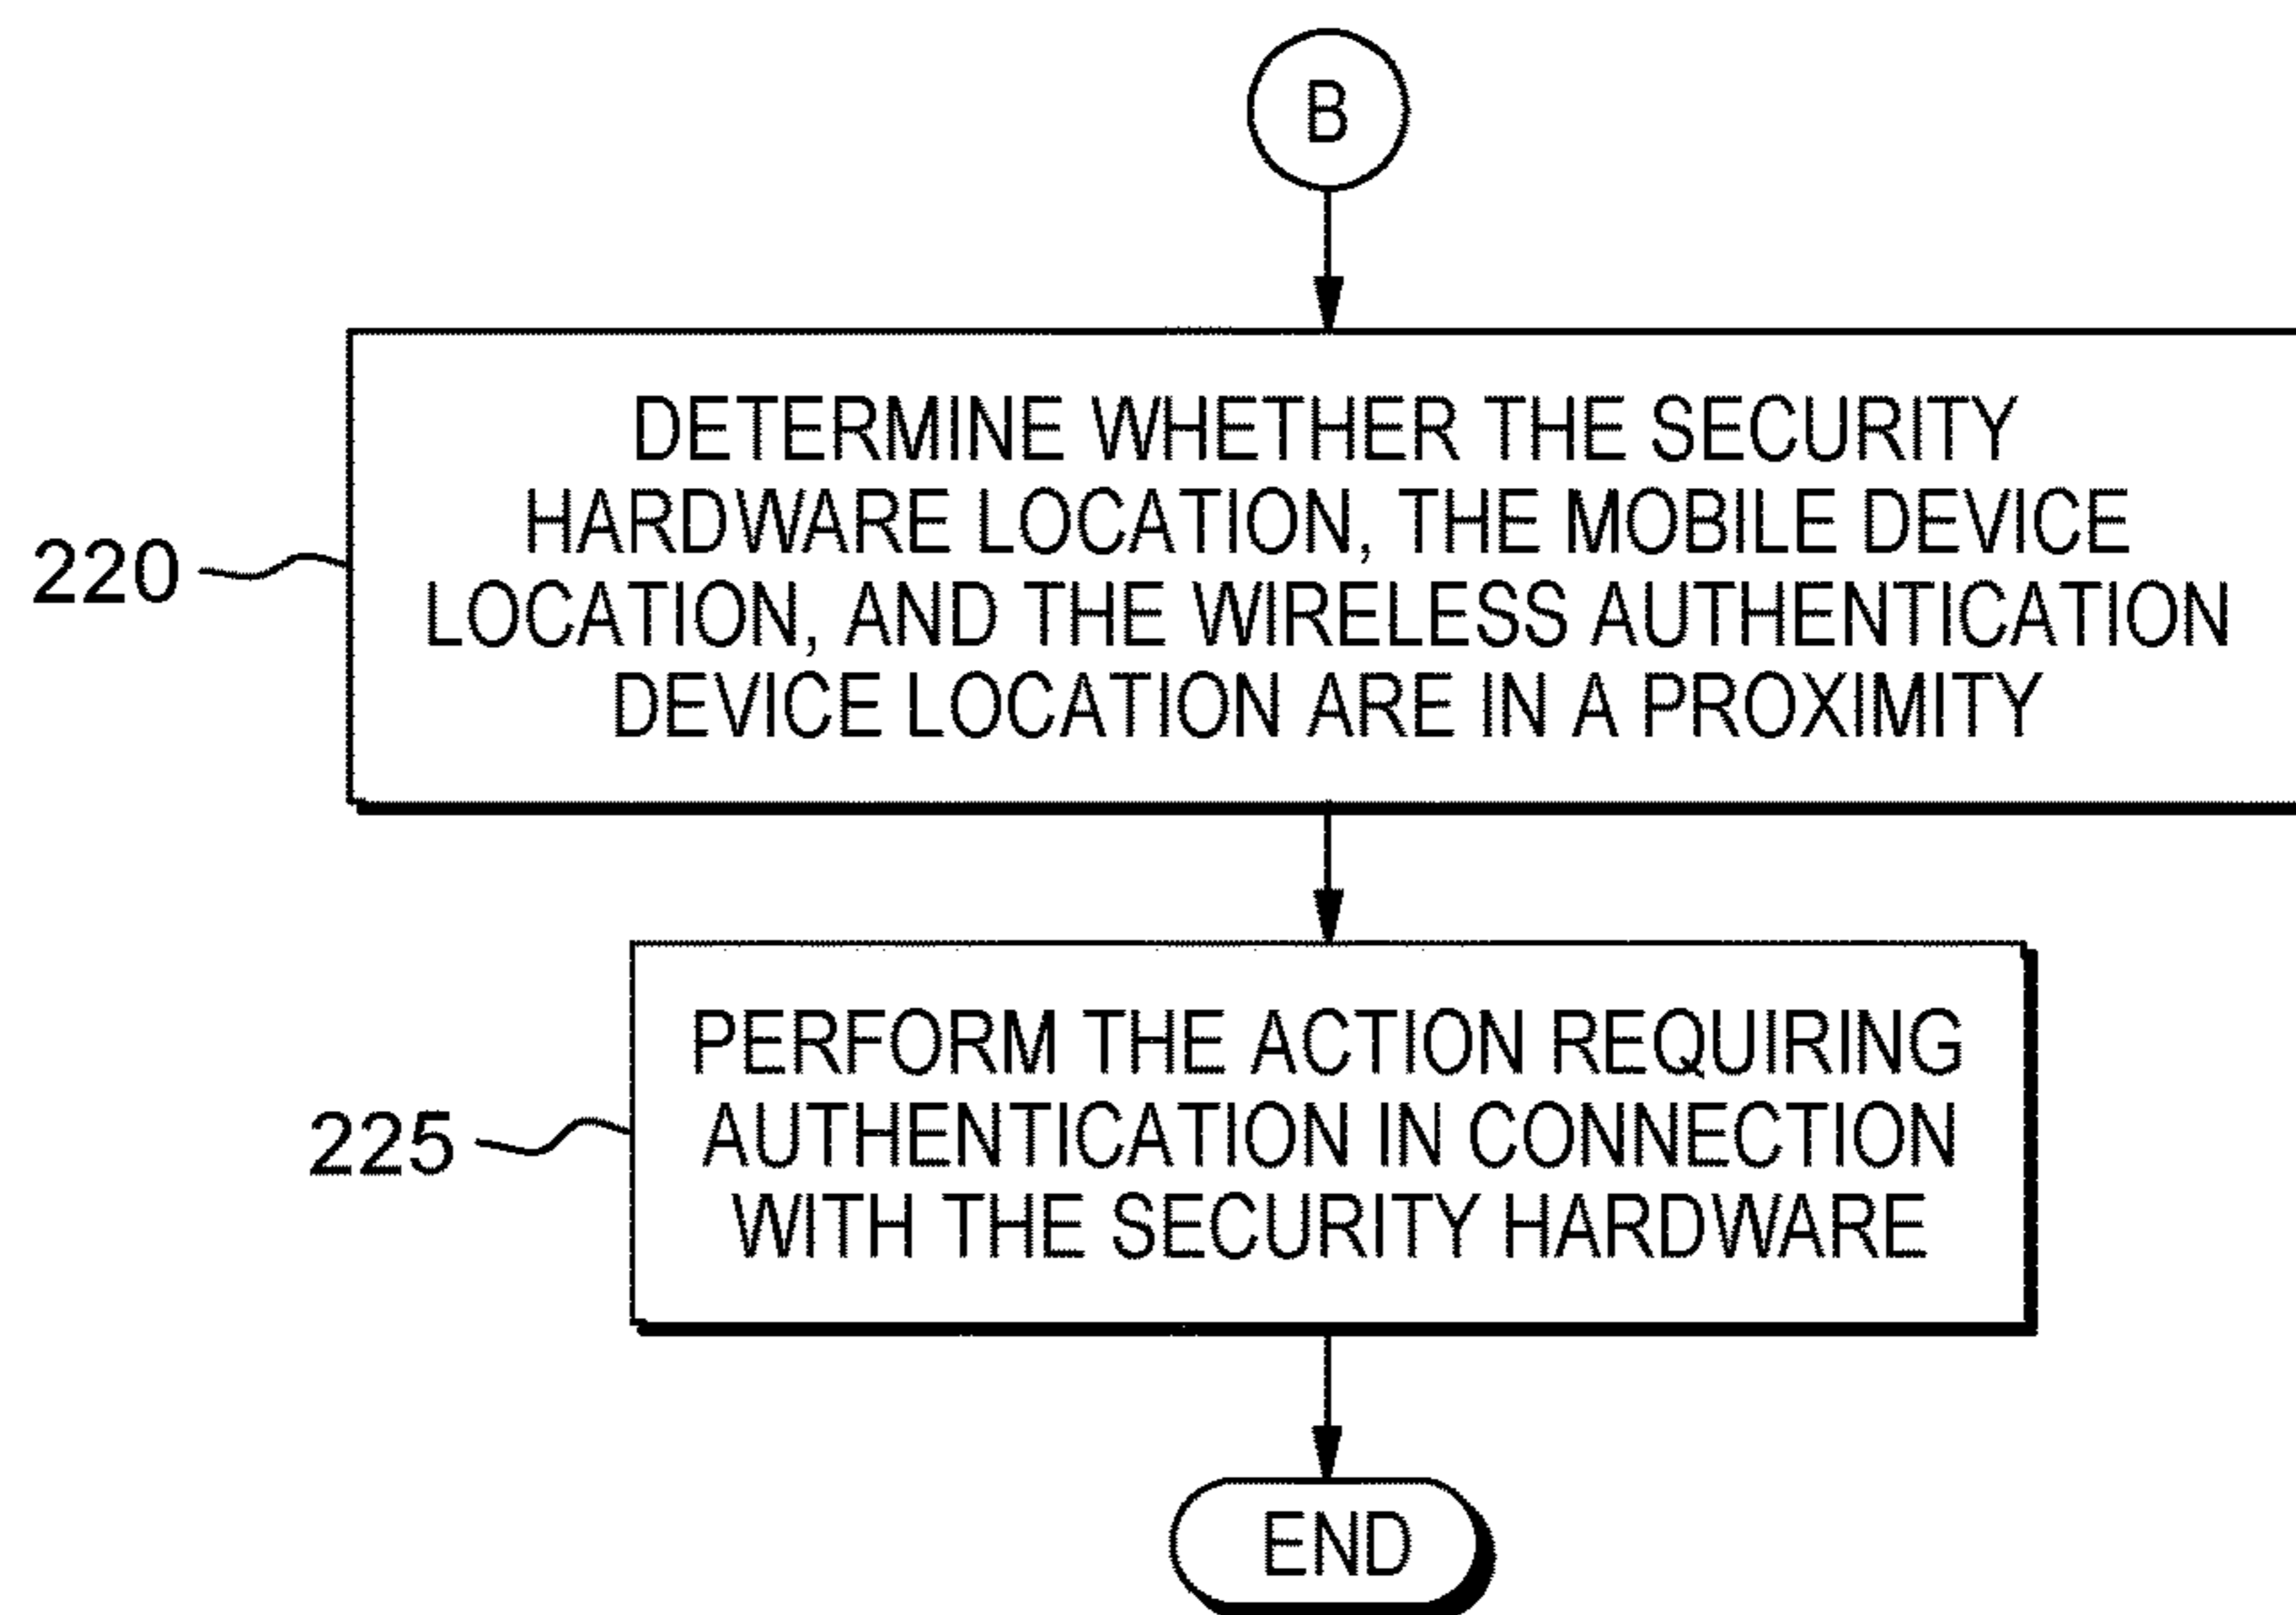 B
DETERMINE WHETHER THE SECURITY
HARDWARE LOCATION, THE MOBILE DEVICE
LOCATION, AND THE WIRELESS AUTHENTICATION
DEVICE LOCATION ARE IN A PROXIMITY
220
PERFORM THE ACTION REQUIRING
AUTHENTICATION IN CONNECTION
WITH THE SECURITY HARDWARE
225
END